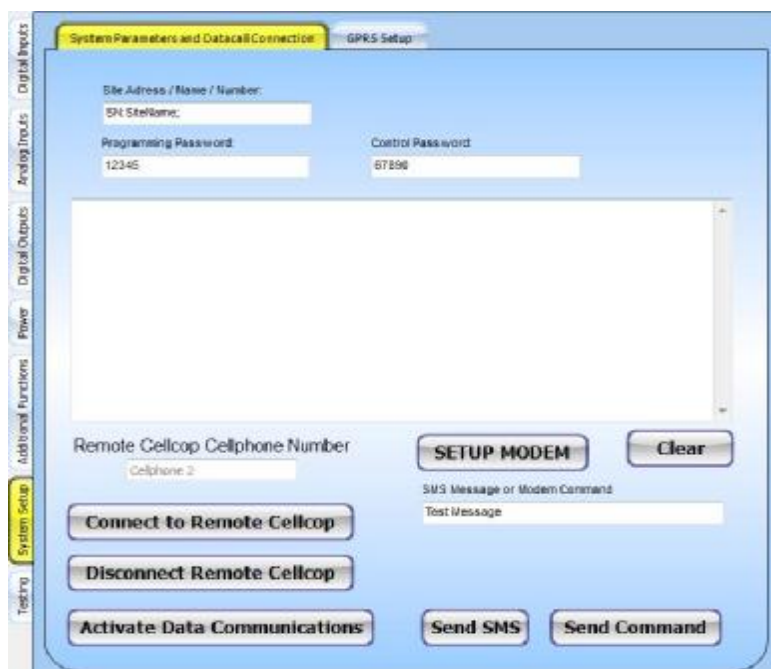 System Parameters and Datacall Connection
GPRS Setup
Digital Inputs
Analog Inputs
Digital Outputs
Power
Additional Functions
System Setup
Testing
Site Adress / Name / Number:
SN: SiteName;
Programming Password:
Control Password:
12345
67890
Remote Cellcop Cellphone Number
Cellphone 2
SETUP MODEM
Clear
SMS Message or Modem Command
Test Message
Connect to Remote Cellcop
Disconnect Remote Cellcop
Activate Data Communications
Send SMS
Send Command